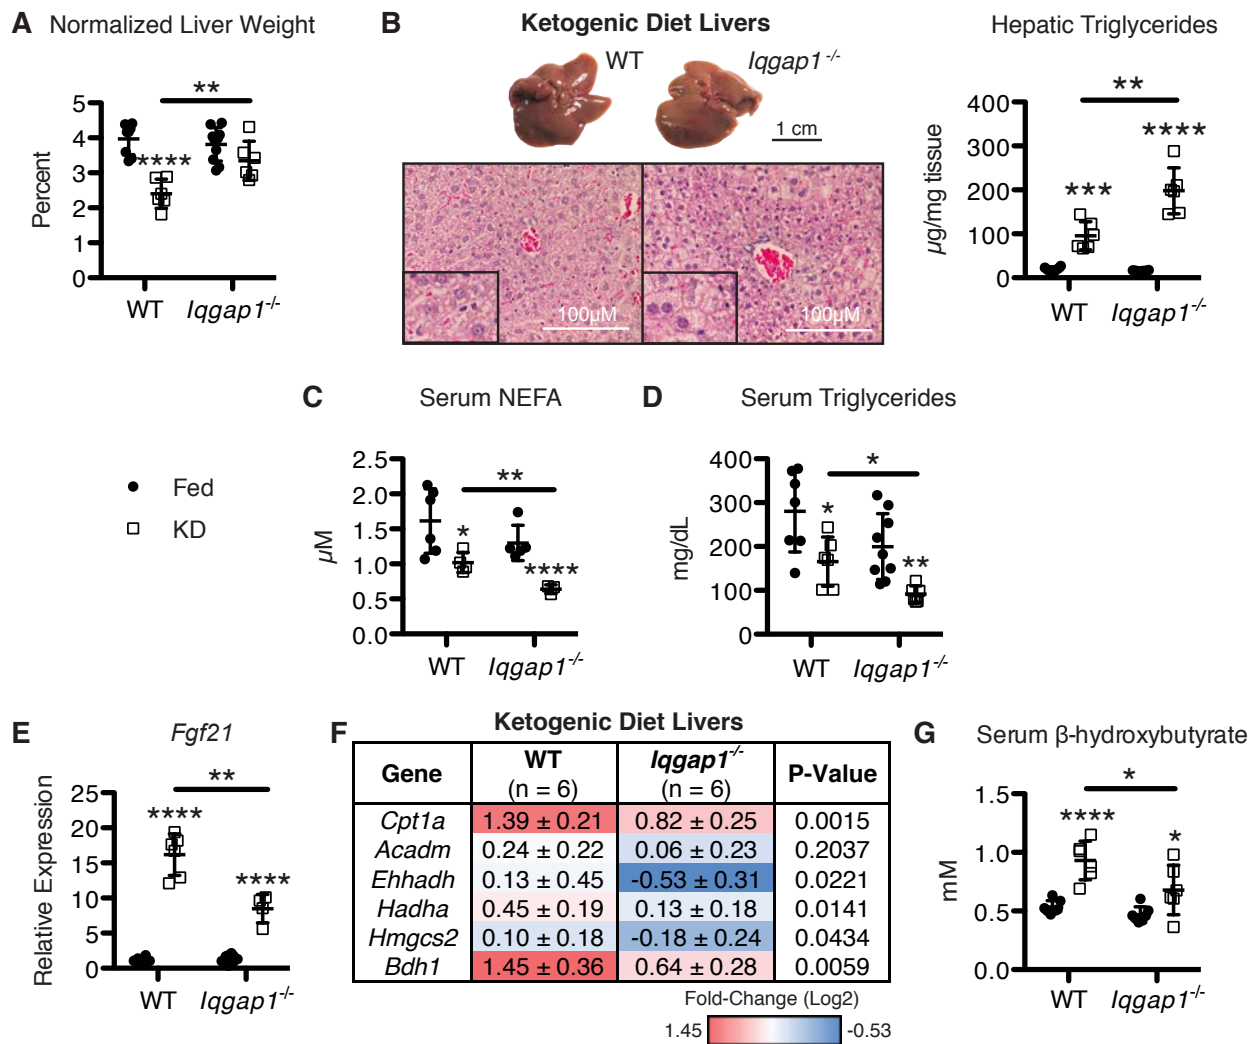 A Normalized Liver Weight
Percent
5
4
3
2
1
0
**
****
WT Iqgap1-/-
B Ketogenic Diet Livers
WT Iqgap1-/-
1 cm
100µM 100µM
Hepatic Triglycerides
µg/mg tissue
400
300
200
100
0
**
***
****
WT Iqgap1-/-
Fed
KD
C Serum NEFA
µM
2.5
2.0
1.5
1.0
0.5
0.0
**
*
****
WT Iqgap1-/-
D Serum Triglycerides
mg/dL
400
300
200
100
0
*
*
**
WT Iqgap1-/-
E Fgf21
Relative Expression
25
20
15
10
5
0
**
****
****
WT Iqgap1-/-
F Ketogenic Diet Livers
Gene WT (n = 6) Iqgap1-/- (n = 6) P-Value
Cpt1a 1.39 ± 0.21 0.82 ± 0.25 0.0015
Acadm 0.24 ± 0.22 0.06 ± 0.23 0.2037
Ehhadh 0.13 ± 0.45 -0.53 ± 0.31 0.0221
Hadha 0.45 ± 0.19 0.13 ± 0.18 0.0141
Hmgcs2 0.10 ± 0.18 -0.18 ± 0.24 0.0434
Bdh1 1.45 ± 0.36 0.64 ± 0.28 0.0059
Fold-Change (Log2)
1.45 -0.53
G Serum β-hydroxybutyrate
mM
1.5
1.0
0.5
0.0
*
****
*
WT Iqgap1-/-